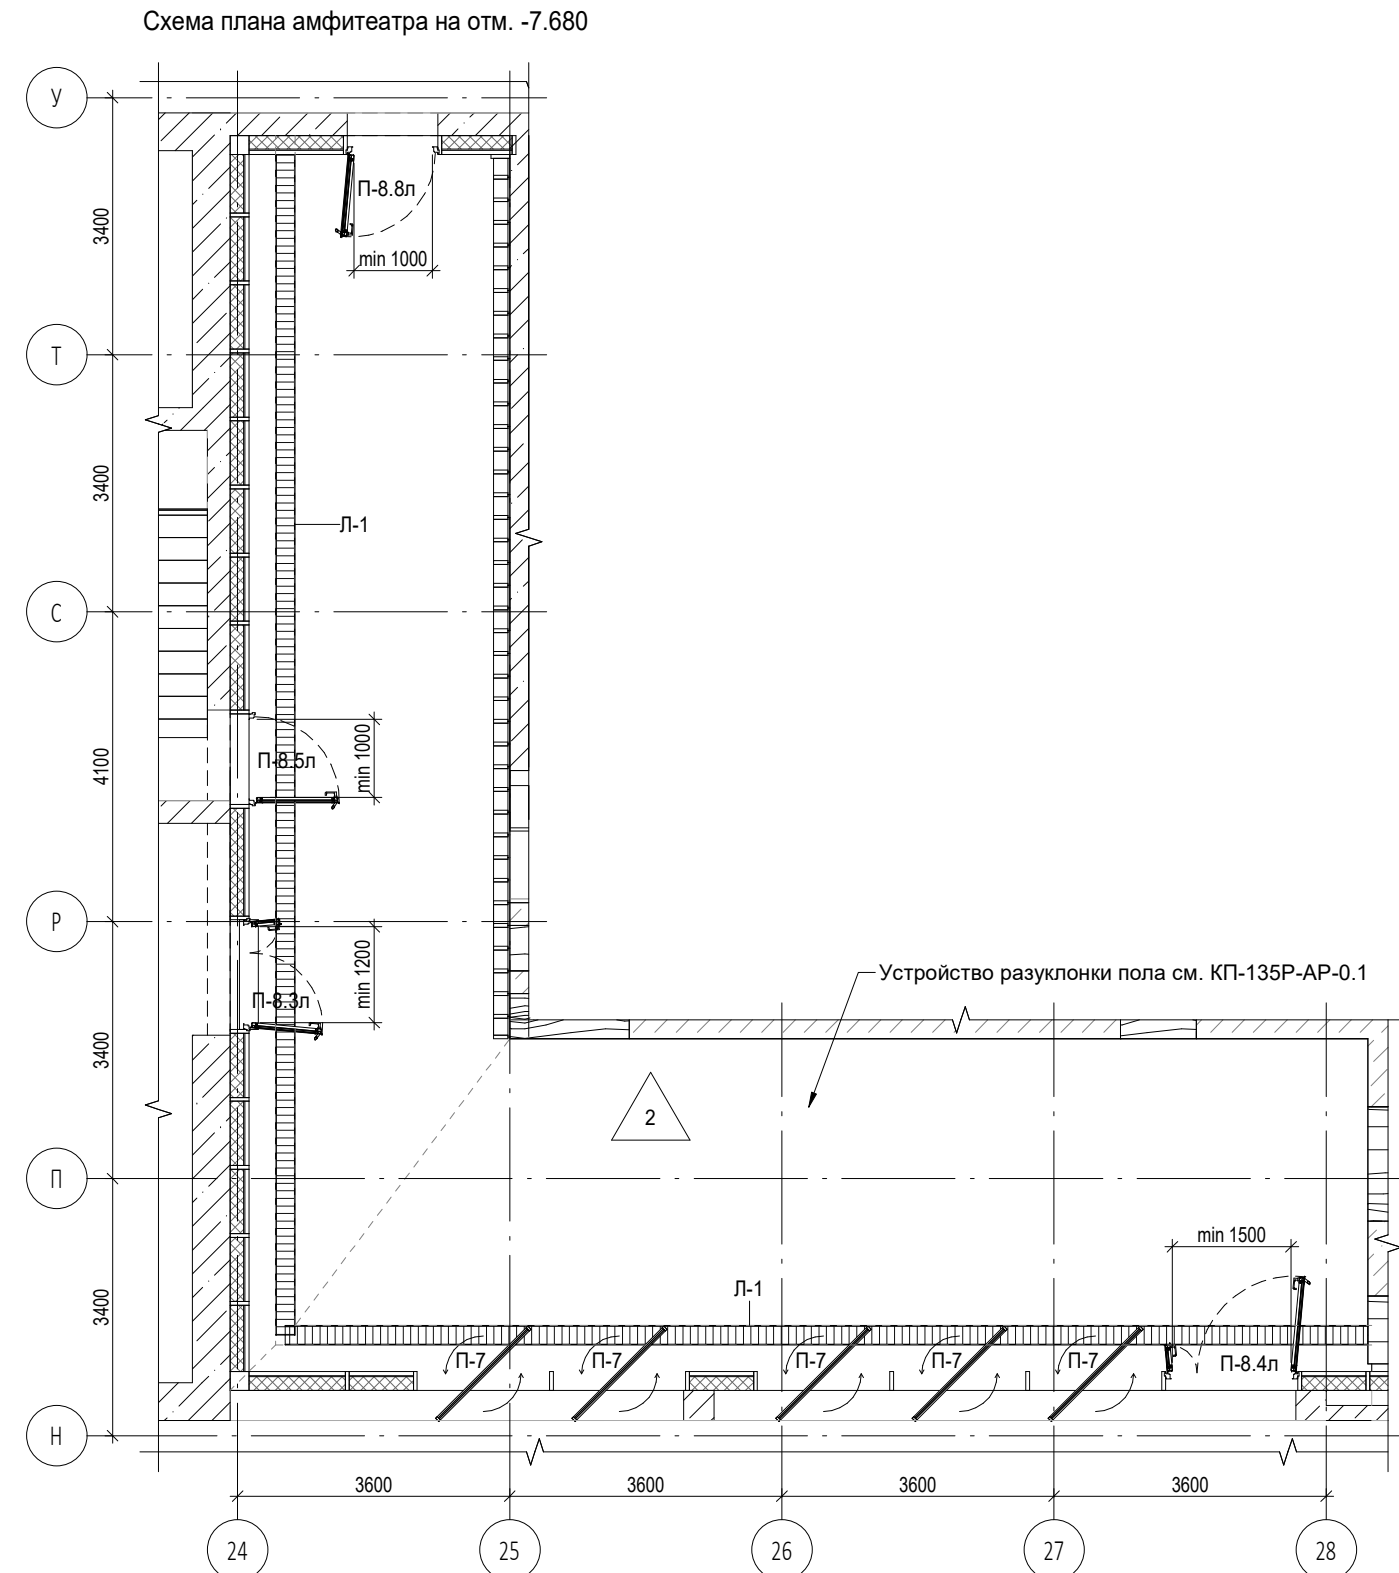 Схема плана амфитеатра на отм. -7.680
У
П-8.8л
3400
min 1000
Т
3400
Л-1
С
4100
П-8.5л
min 1000
Р
Устройство разуклонки пола см. КП-135Р-АР-0.1
min 1200
П-8.3л
3400
2
П
min 1500
Л-1
3400
П-7
П-7
П-7
П-7
П-7
П-8.4л
Н
3600
3600
3600
3600
24
25
26
27
28